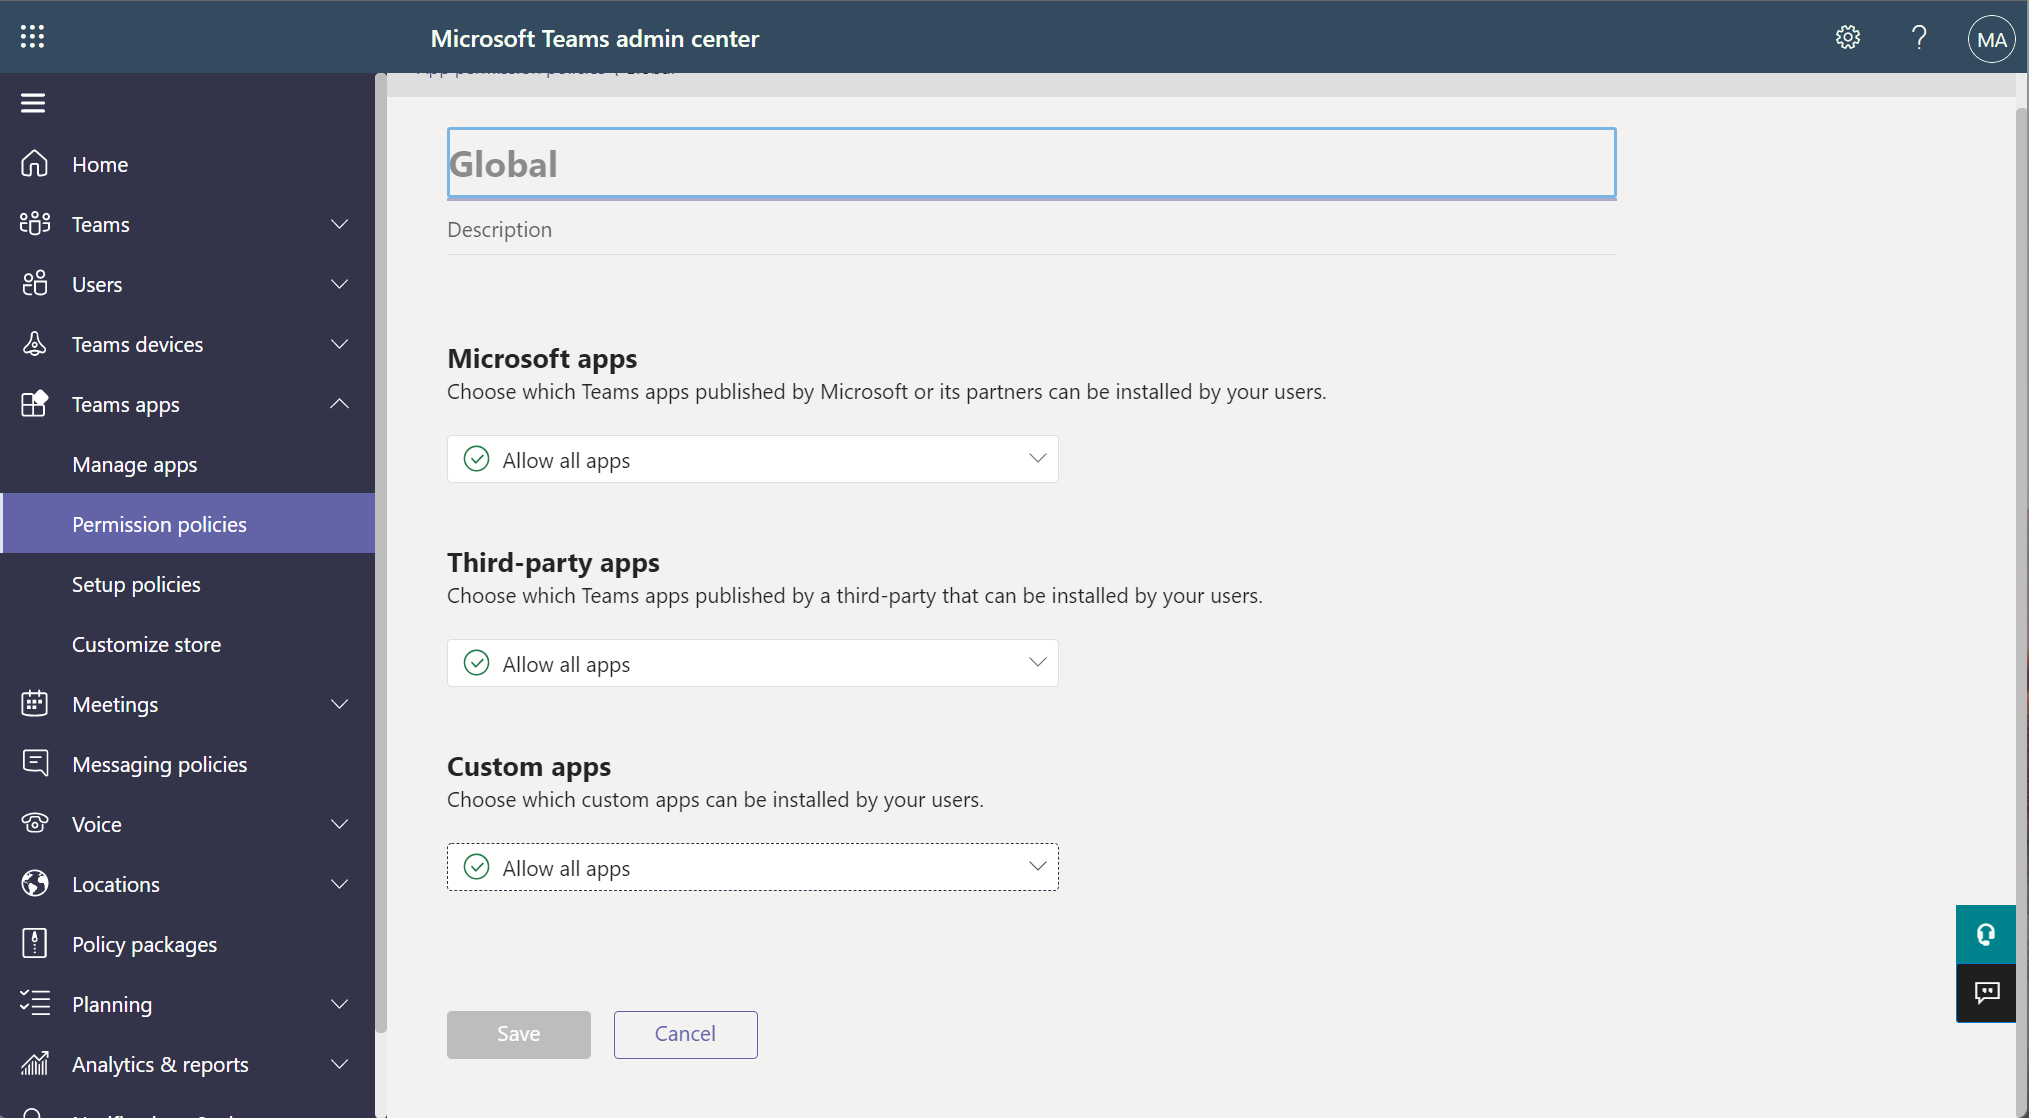 Microsoft Teams admin center
MA
Home
Teams
Users
Teams devices
Teams apps
Manage apps
Permission policies
Setup policies
Customize store
Meetings
Messaging policies
Voice
Locations
Policy packages
Planning
Analytics & reports
Global
Description
Microsoft apps
Choose which Teams apps published by Microsoft or its partners can be installed by your users.
Allow all apps
Third-party apps
Choose which Teams apps published by a third-party that can be installed by your users.
Allow all apps
Custom apps
Choose which custom apps can be installed by your users.
Allow all apps
Save
Cancel